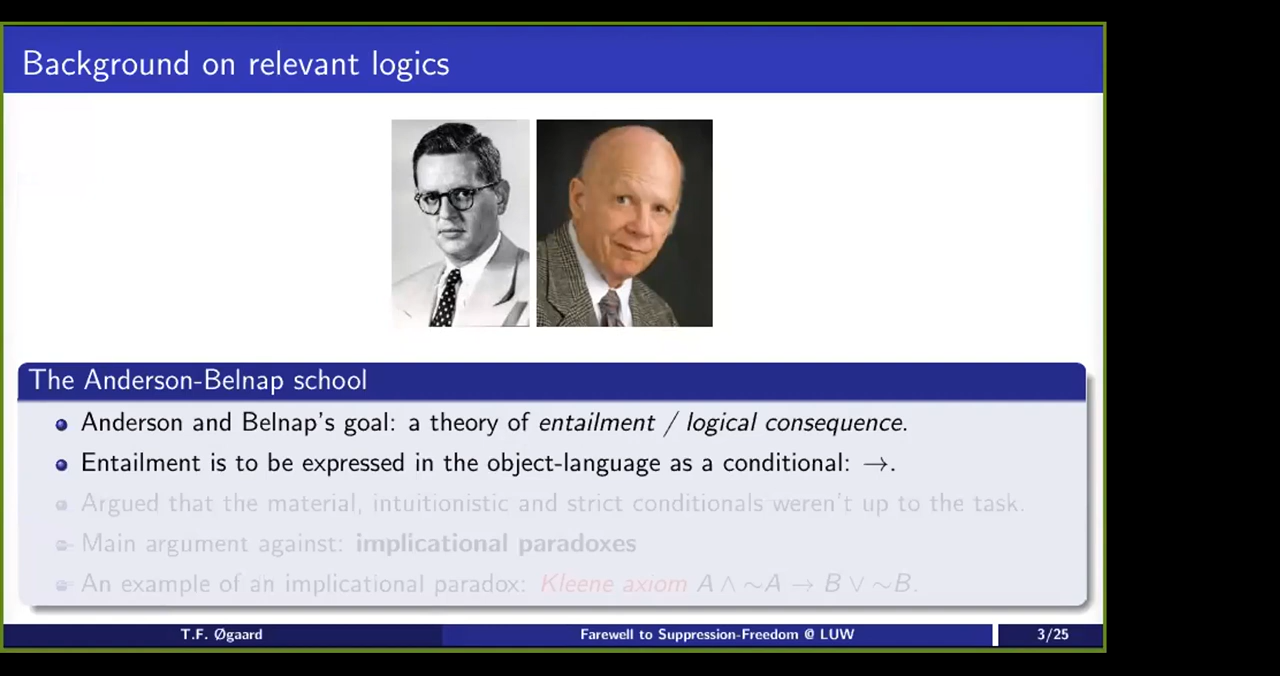 Background on relevant logics
The Anderson-Belnap school
Anderson and Belnap's goal: a theory of entailment / logical consequence.
Entailment is to be expressed in the object-language as a conditional: →.
Argued that the material, intuitionistic and strict conditionals weren't up to the task.
Main argument against: implicational paradoxes
An example of an implicational paradox: Kleene axiom A ∧ ∼A → B ∨ ∼B.
T.F. Øgaard
Farewell to Suppression-Freedom @ LUW
3/25